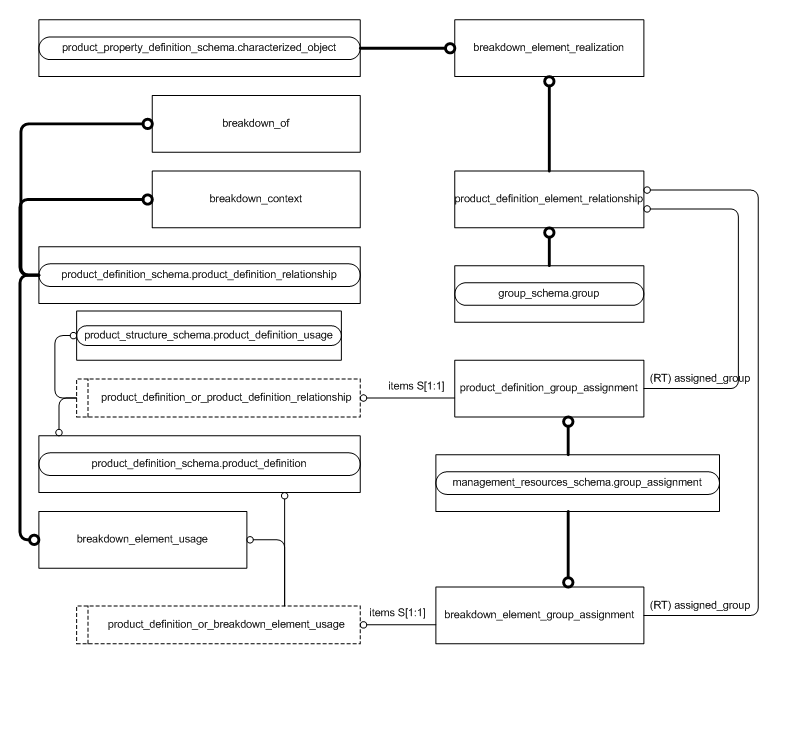 product_property_definition_schema.characterized_object
breakdown_element_realization
breakdown_of
breakdown_context
product_definition_element_relationship
product_definition_schema.product_definition_relationship
group_schema.group
product_structure_schema.product_definition_usage
product_definition_or_product_definition_relationship
items S[1:1]
product_definition_group_assignment
(RT) assigned_group
product_definition_schema.product_definition
management_resources_schema.group_assignment
breakdown_element_usage
product_definition_or_breakdown_element_usage
items S[1:1]
breakdown_element_group_assignment
(RT) assigned_group